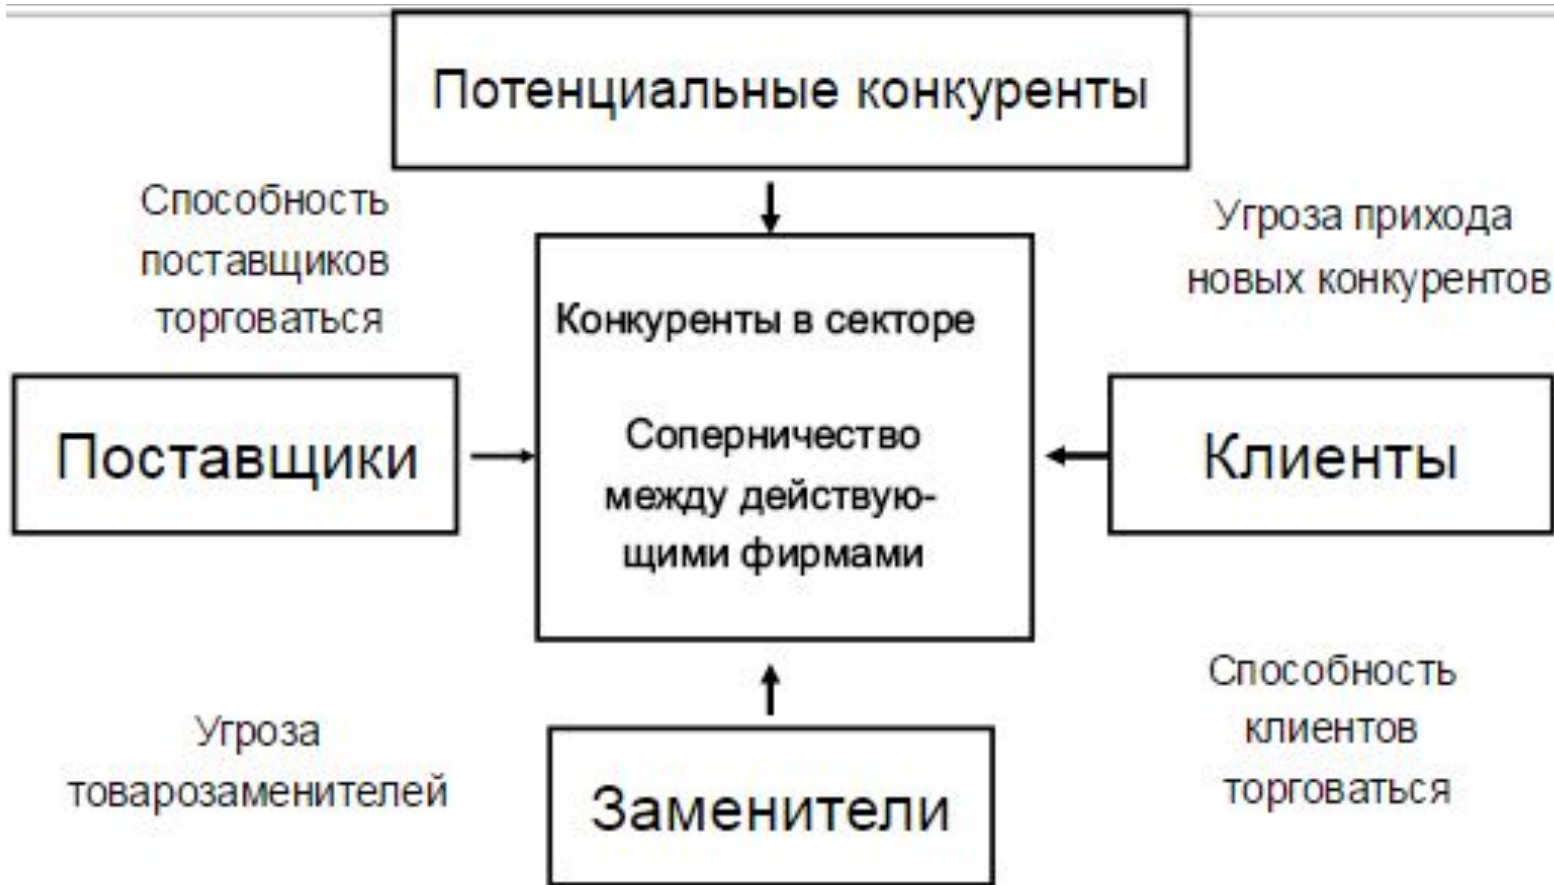 Потенциальные конкуренты
Способность
поставщиков
торговаться
Угроза прихода
новых конкурентов
Поставщики
Конкуренты в секторе
Соперничество
между действую-
щими фирмами
Клиенты
Угроза
товарозаменителей
Заменители
Способность
клиентов
торговаться